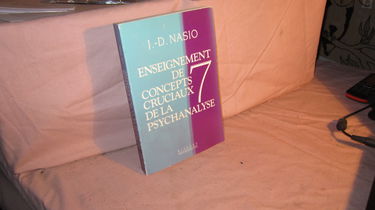 J.-D. NASIO
ENSEIGNEMENT
DE 7
CONCEPTS
CRUCIAUX
DE LA
PSYCHANALYSE